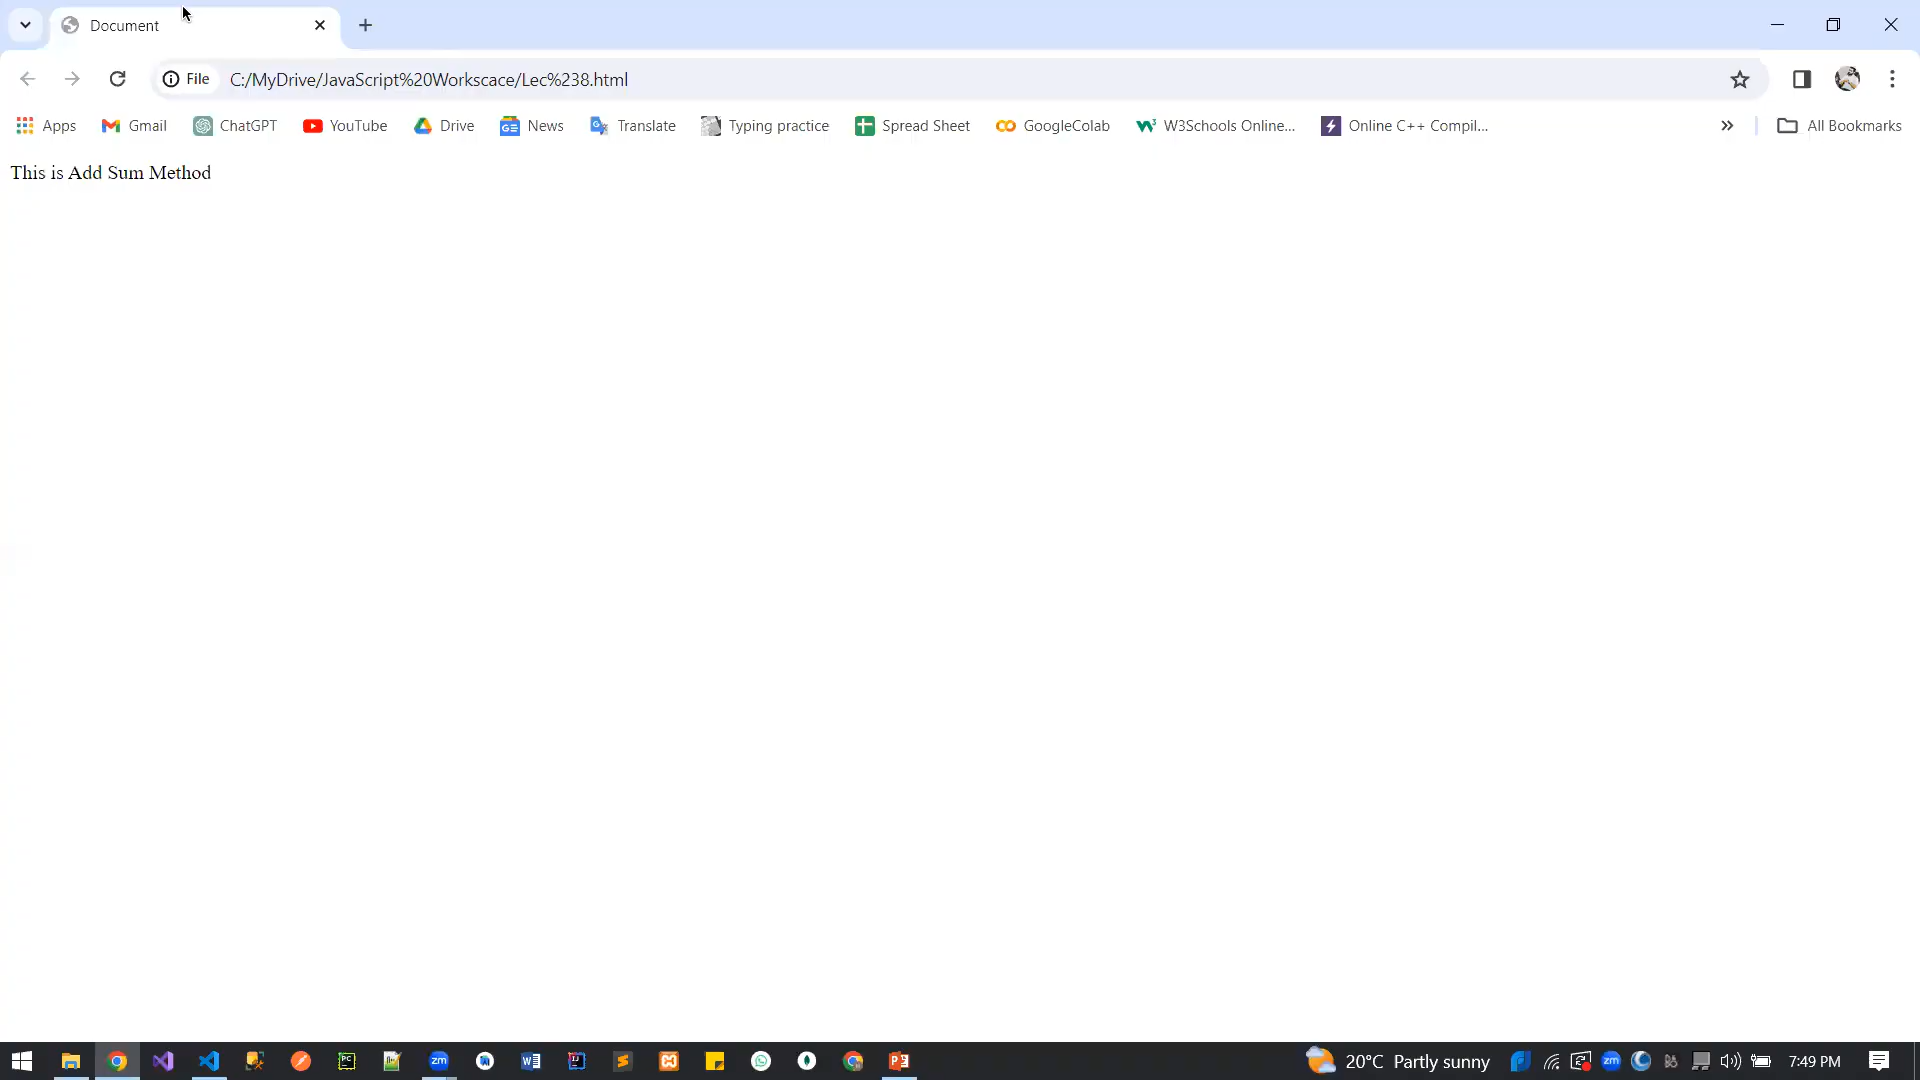 Document
File C:/MyDrive/JavaScript%20Workscace/Lec%238.html
Apps Gmail ChatGPT YouTube Drive News Translate Typing practice Spread Sheet GoogleColab W3Schools Online... Online C++ Compil... All Bookmarks
This is Add Sum Method
20°C Partly sunny 7:49 PM